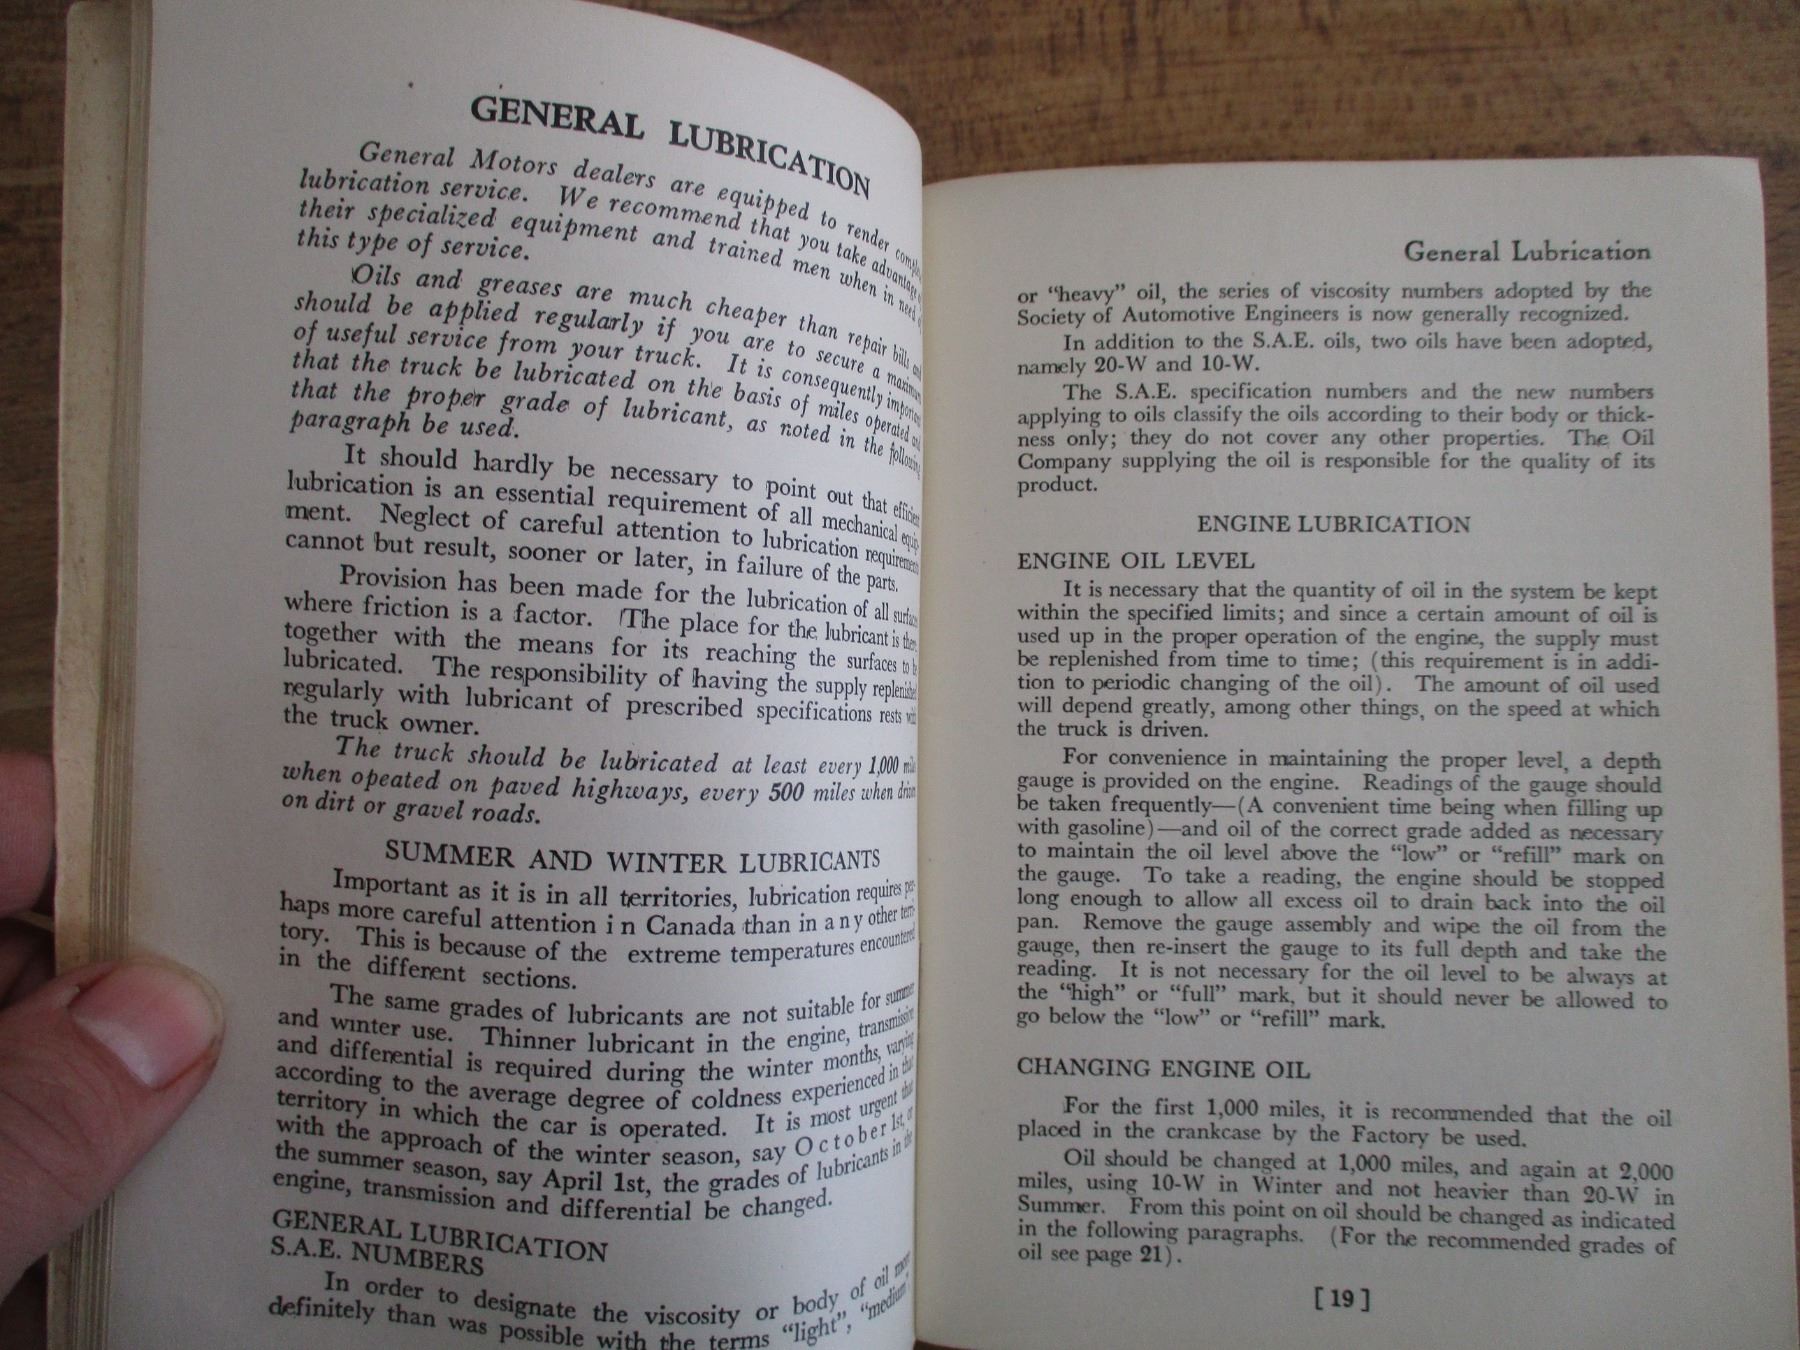 GENERAL LUBRICATION
General Motors dealers are equipped to render
lubrication service. We recommend that you take advantage
their specialized equipment and trained men when in need
this type of service.
Oils and greases are much cheaper than repair bills and
should be applied regularly if you are to secure a maximum
of useful service from your truck. It is consequently important
that the truck be lubricated on the basis of miles operated and
that the proper grade of lubricant, as noted in the following
paragraph be used.
It should hardly be necessary to point out that efficient
lubrication is an essential requirement of all mechanical equip-
ment. Neglect of careful attention to lubrication requirements
cannot but result, sooner or later, in failure of the parts.
Provision has been made for the lubrication of all surfaces
where friction is a factor. The place for the lubricant is there,
together with the means for its reaching the surfaces to be
lubricated. The responsibility of having the supply replenished
regularly with lubricant of prescribed specifications rests with
the truck owner.
The truck should be lubricated at least every 1,000 miles
when opeated on paved highways, every 500 miles when driven
on dirt or gravel roads.
SUMMER AND WINTER LUBRICANTS
Important as it is in all territories, lubrication requires per-
haps more careful attention in Canada than in any other terri-
tory. This is because of the extreme temperatures encountered
in the different sections.
The same grades of lubricants are not suitable for summer
and winter use. Thinner lubricant in the engine, transmission
and differential is required during the winter months, varying
according to the average degree of coldness experienced in that
territory in which the car is operated. It is most urgent that
with the approach of the winter season, say October 1st, or
the summer season, say April 1st, the grades of lubricants in the
engine, transmission and differential be changed.
GENERAL LUBRICATION
S.A.E. NUMBERS
In order to designate the viscosity or body of oil more
definitely than was possible with the terms "light", "medium"
General Lubrication
or "heavy" oil, the series of viscosity numbers adopted by the
Society of Automotive Engineers is now generally recognized.
In addition to the S.A.E. oils, two oils have been adopted,
namely 20-W and 10-W.
The S.A.E. specification numbers and the new numbers
applying to oils classify the oils according to their body or thick-
ness only; they do not cover any other properties. The Oil
Company supplying the oil is responsible for the quality of its
product.
ENGINE LUBRICATION
ENGINE OIL LEVEL
It is necessary that the quantity of oil in the system be kept
within the specified limits; and since a certain amount of oil is
used up in the proper operation of the engine, the supply must
be replenished from time to time; (this requirement is in addi-
tion to periodic changing of the oil). The amount of oil used
will depend greatly, among other things, on the speed at which
the truck is driven.
For convenience in maintaining the proper level, a depth
gauge is provided on the engine. Readings of the gauge should
be taken frequently—(A convenient time being when filling up
with gasoline)—and oil of the correct grade added as necessary
to maintain the oil level above the "low" or "refill" mark on
the gauge. To take a reading, the engine should be stopped
long enough to allow all excess oil to drain back into the oil
pan. Remove the gauge assembly and wipe the oil from the
gauge, then re-insert the gauge to its full depth and take the
reading. It is not necessary for the oil level to be always at
the "high" or "full" mark, but it should never be allowed to
go below the "low" or "refill" mark.
CHANGING ENGINE OIL
For the first 1,000 miles, it is recommended that the oil
placed in the crankcase by the Factory be used.
Oil should be changed at 1,000 miles, and again at 2,000
miles, using 10-W in Winter and not heavier than 20-W in
Summer. From this point on oil should be changed as indicated
in the following paragraphs. (For the recommended grades of
oil see page 21).
[ 19 ]